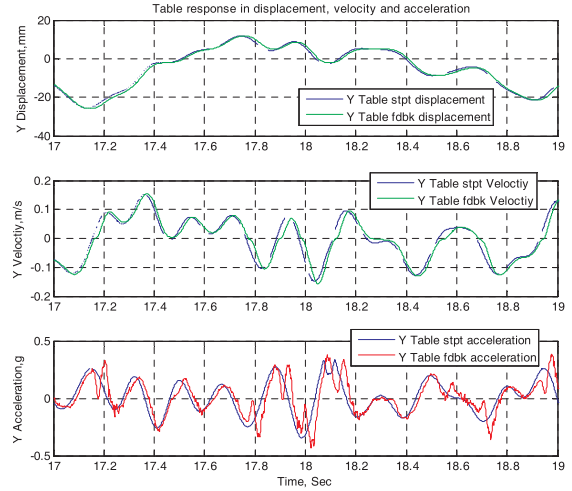 Table response in displacement, velocity and acceleration
Y Displacement,mm
20
0
-20
-40
Y Table stpt displacement
Y Table fdbk displacement
17 17.2 17.4 17.6 17.8 18 18.2 18.4 18.6 18.8 19
Y Veloctiy,m/s
0.2
0.1
0
-0.1
-0.2
Y Table stpt Veloctiy
Y Table fdbk Veloctiy
17 17.2 17.4 17.6 17.8 18 18.2 18.4 18.6 18.8 19
Y Acceleration,g
0.5
0
-0.5
Y Table stpt acceleration
Y Table fdbk acceleration
17 17.2 17.4 17.6 17.8 18 18.2 18.4 18.6 18.8 19
Time, Sec